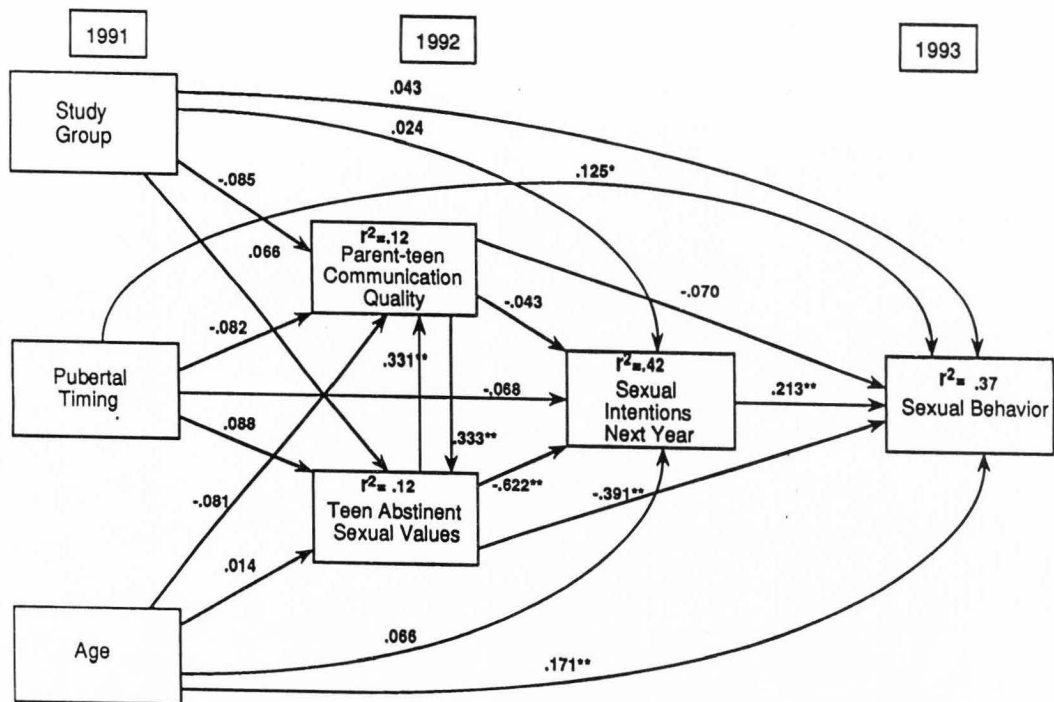 1991
1992
1993
Study
Group
.043
.024
.125*
-.085
.066
r²=.12
Parent-teen
Communication
Quality
-.070
-.043
-.082
.331**
r²=.42
Sexual
Intentions
Next Year
r²= .37
Sexual Behavior
Pubertal
Timing
-.068
.213**
.088
.333**
-.081
r²= .12
Teen Abstinent
Sexual Values
-.622**
-.391**
.014
Age
.066
.171**